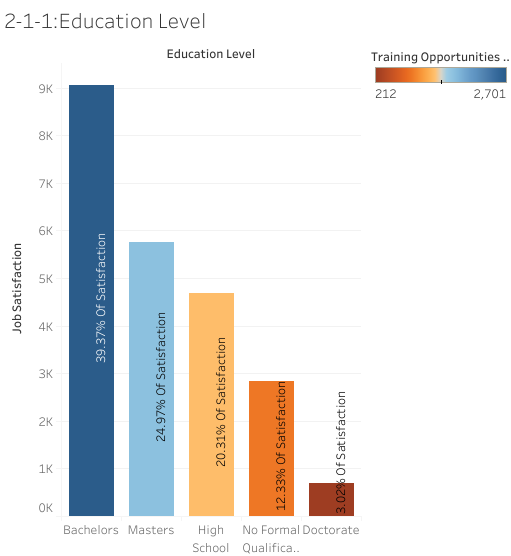 2-1-1:Education Level
Education Level
Training Opportunities ..
212 2,701
Job Satisfaction
9K
8K
7K
6K
5K
4K
3K
2K
1K
0K
39.37% Of Satisfaction
24.97% Of Satisfaction
20.31% Of Satisfaction
12.33% Of Satisfaction
3.02% Of Satisfaction
Bachelors
Masters
High
School
No Formal
Qualifica..
Doctorate